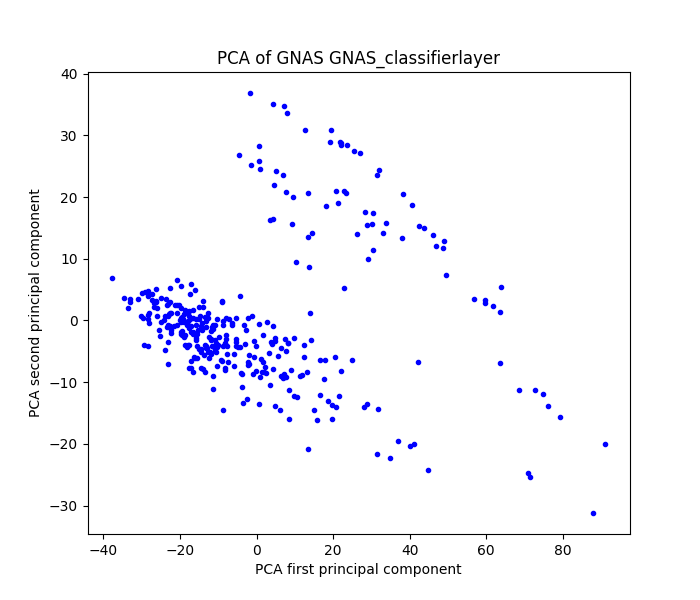 PCA of GNAS GNAS_classifierlayer
PCA second principal component
40
30
20
10
0
−10
−20
−30
−40 −20 0 20 40 60 80
PCA first principal component